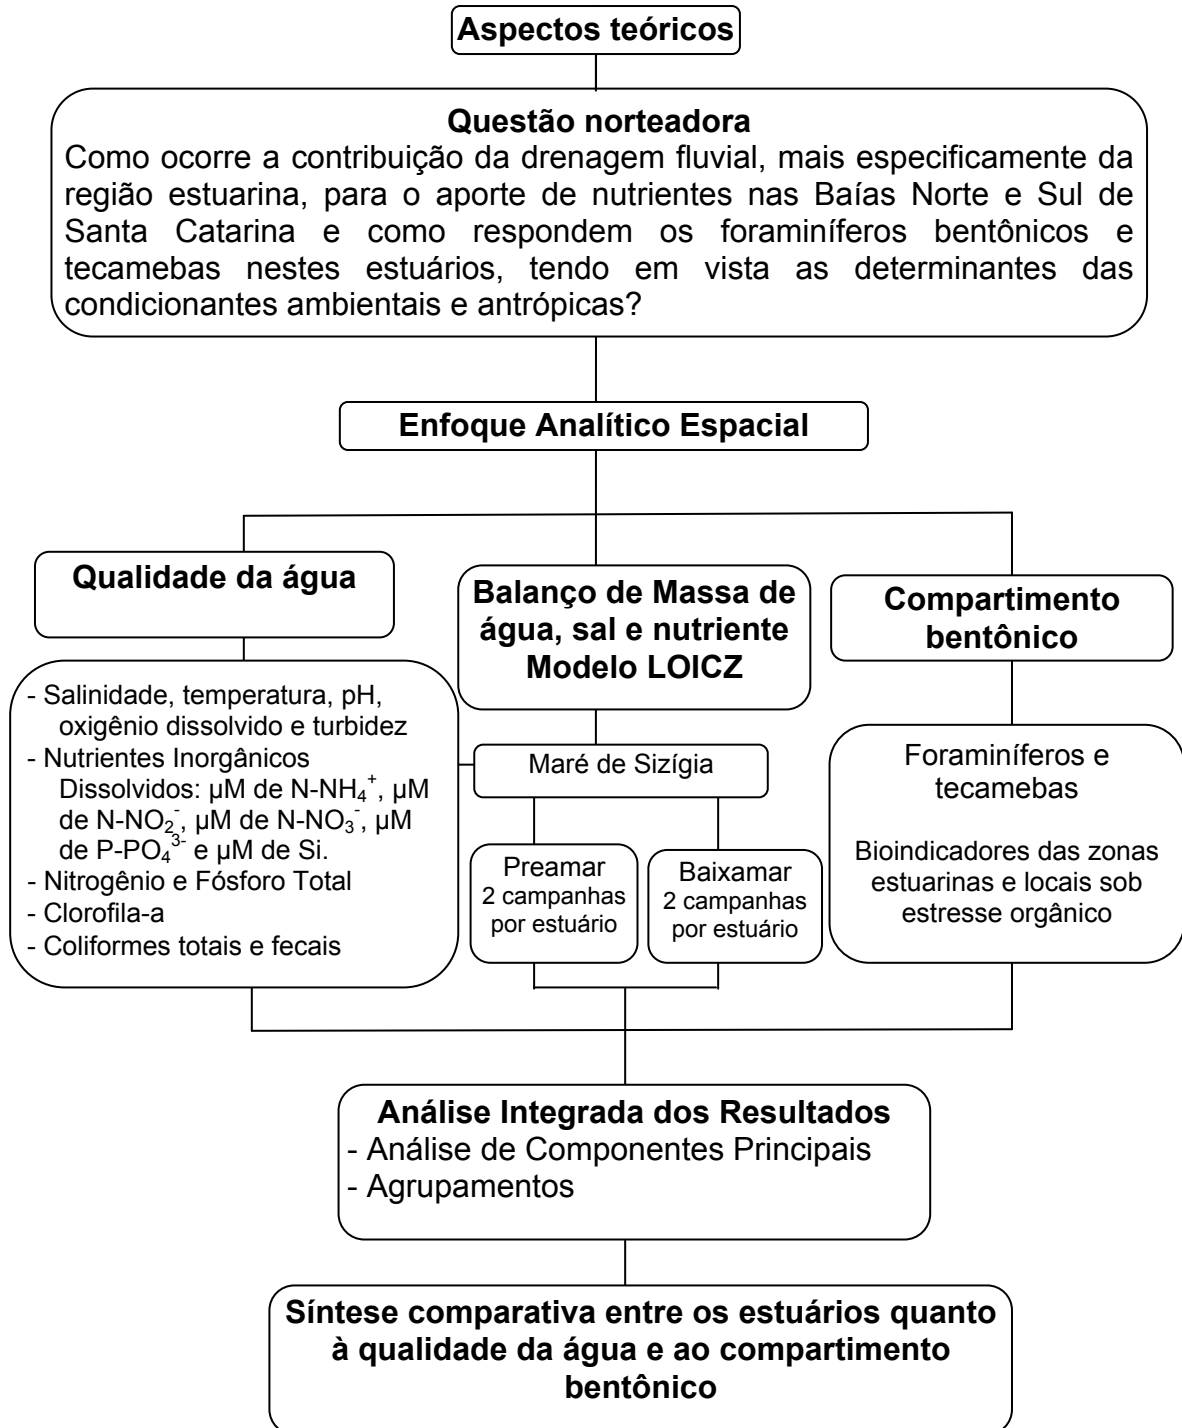 Aspectos teóricos
Questão norteadora
Como ocorre a contribuição da drenagem fluvial, mais especificamente da
região estuarina, para o aporte de nutrientes nas Baías Norte e Sul de
Santa Catarina e como respondem os foraminíferos bentônicos e
tecamebas nestes estuários, tendo em vista as determinantes das
condicionantes ambientais e antrópicas?
Enfoque Analítico Espacial
Qualidade da água
- Salinidade, temperatura, pH,
oxigênio dissolvido e turbidez
- Nutrientes Inorgânicos
Dissolvidos: µM de N-NH₄⁺, µM
de N-NO₂⁻, µM de N-NO₃⁻, µM
de P-PO₄³⁻ e µM de Si.
- Nitrogênio e Fósforo Total
- Clorofila-a
- Coliformes totais e fecais
Balanço de Massa de
água, sal e nutriente
Modelo LOICZ
Maré de Sizígia
Preamar
2 campanhas
por estuário
Baixamar
2 campanhas
por estuário
Compartimento
bentônico
Foraminíferos e
tecamebas
Bioindicadores das zonas
estuarinas e locais sob
estresse orgânico
Análise Integrada dos Resultados
- Análise de Componentes Principais
- Agrupamentos
Síntese comparativa entre os estuários quanto
à qualidade da água e ao compartimento
bentônico